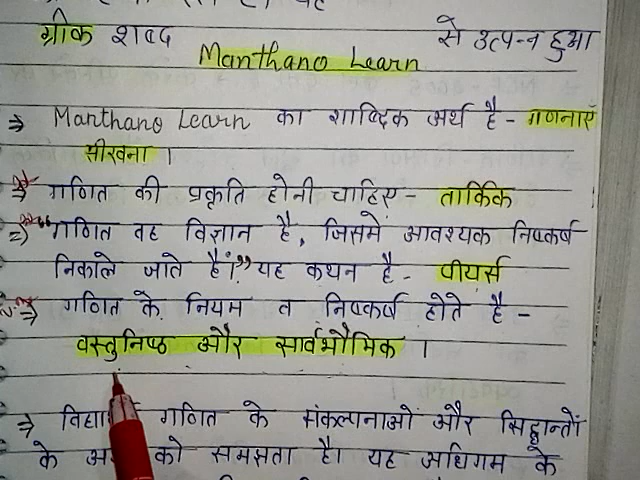 ग्रीक शब्द Manthano Learn से उत्पन्न हुआ
⇒ Manthano Learn का शाब्दिक अर्थ है - गणनाएँ
सीखना ।
⇒ गणित की प्रकृति होनी चाहिए - तार्किक
⇒ "गणित वह विज्ञान है, जिसमें आवश्यक निष्कर्ष
निकाले जाते हैं।" यह कथन है - पीयर्स
⇒ गणित के नियम व निष्कर्ष होते है -
वस्तुनिष्ठ और सार्वभौमिक ।
⇒ गणित के संकल्पनाओं और सिद्धान्तों
के को समझता है। यह अधिगम के